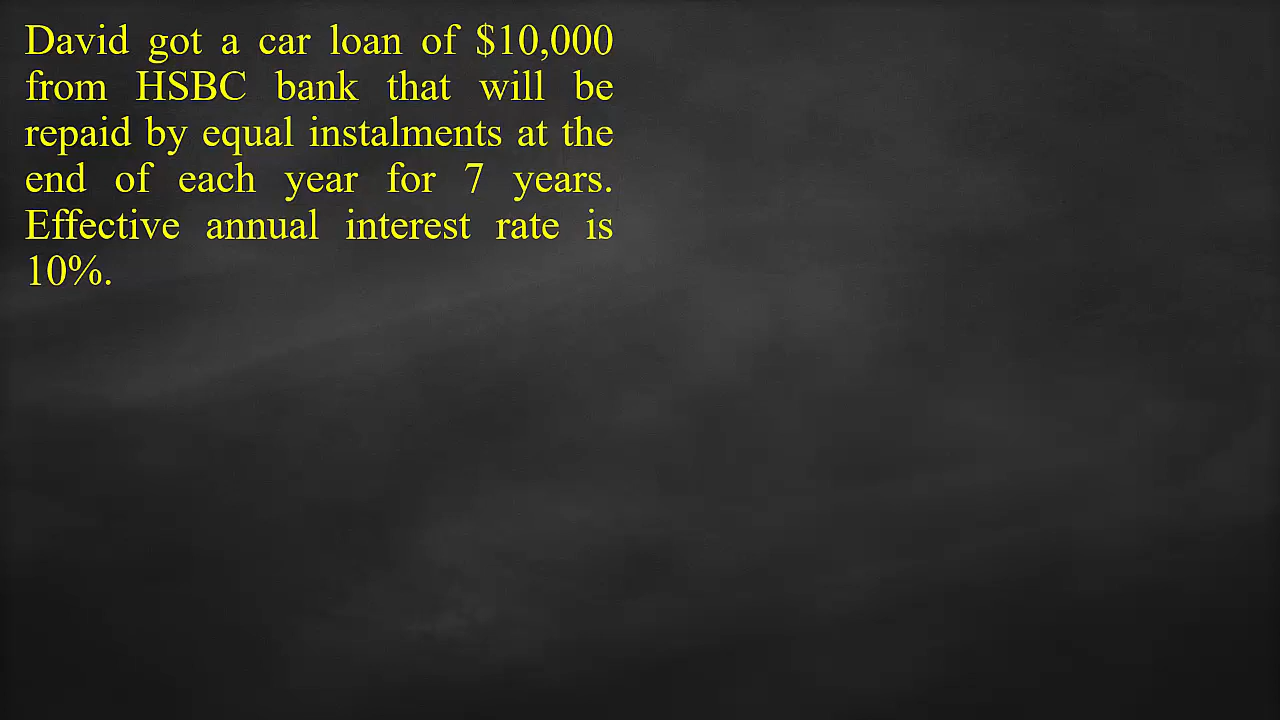 David got a car loan of $10,000
from HSBC bank that will be
repaid by equal instalments at the
end of each year for 7 years.
Effective annual interest rate is
10%.